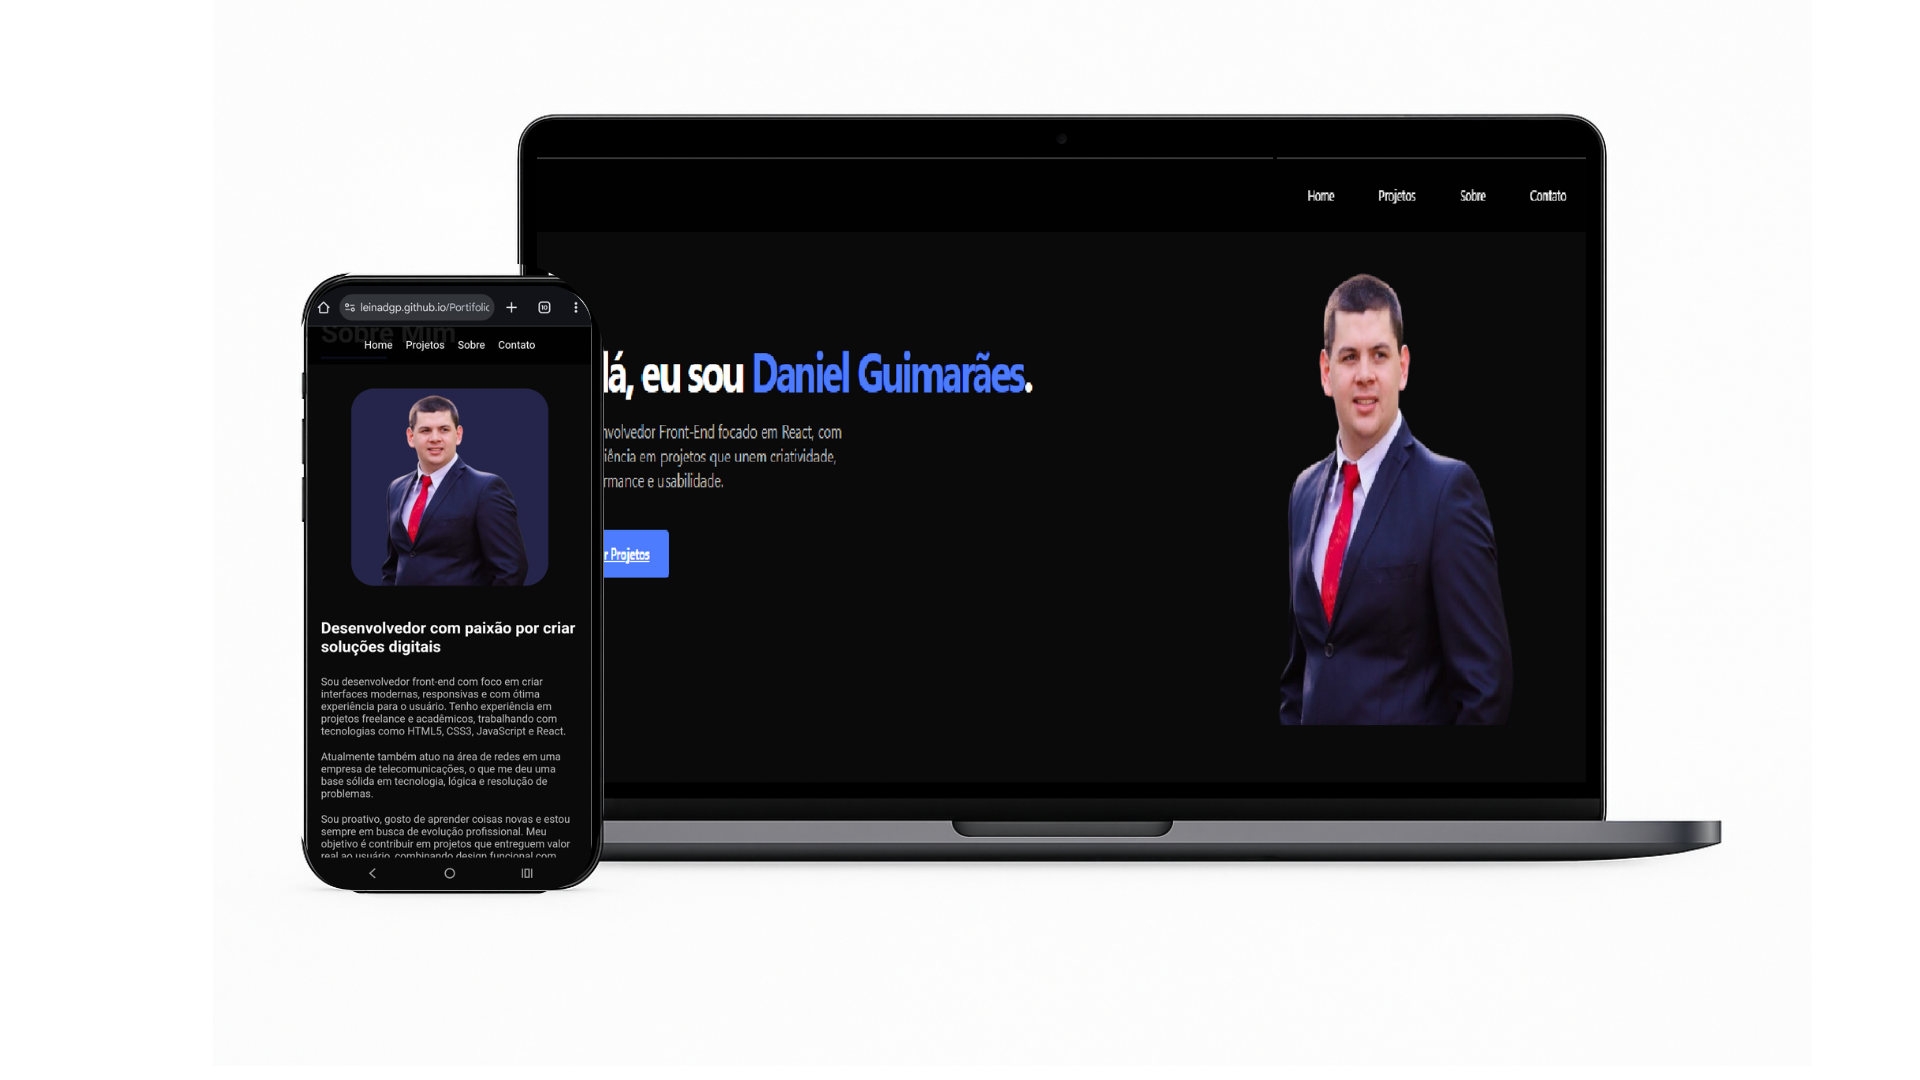 Home Projetos Sobre Contato
lá, eu sou Daniel Guimarães.
nvolvedor Front-End focado em React, com
iência em projetos que unem criatividade,
rmance e usabilidade.
r Projetos
leinadgp.github.io/Portifolio
10
Sobre Mim
Home Projetos Sobre Contato
Desenvolvedor com paixão por criar
soluções digitais
Sou desenvolvedor front-end com foco em criar
interfaces modernas, responsivas e com ótima
experiência para o usuário. Tenho experiência em
projetos freelance e acadêmicos, trabalhando com
tecnologias como HTML5, CSS3, JavaScript e React.
Atualmente também atuo na área de redes em uma
empresa de telecomunicações, o que me deu uma
base sólida em tecnologia, lógica e resolução de
problemas.
Sou proativo, gosto de aprender coisas novas e estou
sempre em busca de evolução profissional. Meu
objetivo é contribuir em projetos que entreguem valor
real ao usuário, combinando design funcional com